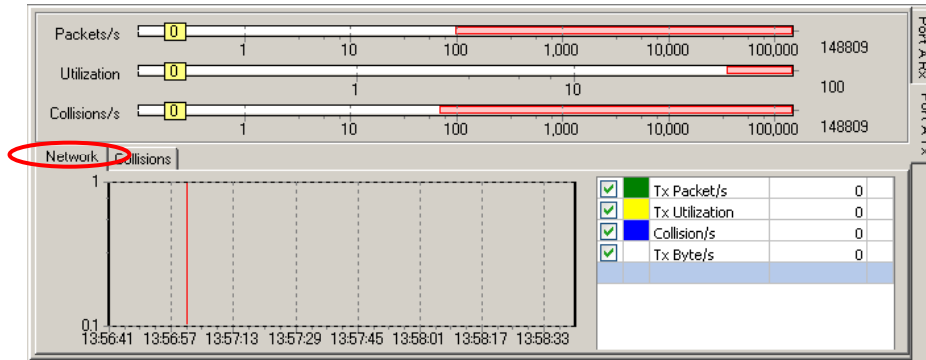 Packets/s 0 148809
1 10 100 1,000 10,000 100,000
Utilization 0 100
1 10
Collisions/s 0 148809
1 10 100 1,000 10,000 100,000
Port A Rx
Port A Tx
Network Collisions
1
0.1
13:56:41 13:56:57 13:57:13 13:57:29 13:57:45 13:58:01 13:58:17 13:58:33
Tx Packet/s 0
Tx Utilization 0
Collision/s 0
Tx Byte/s 0